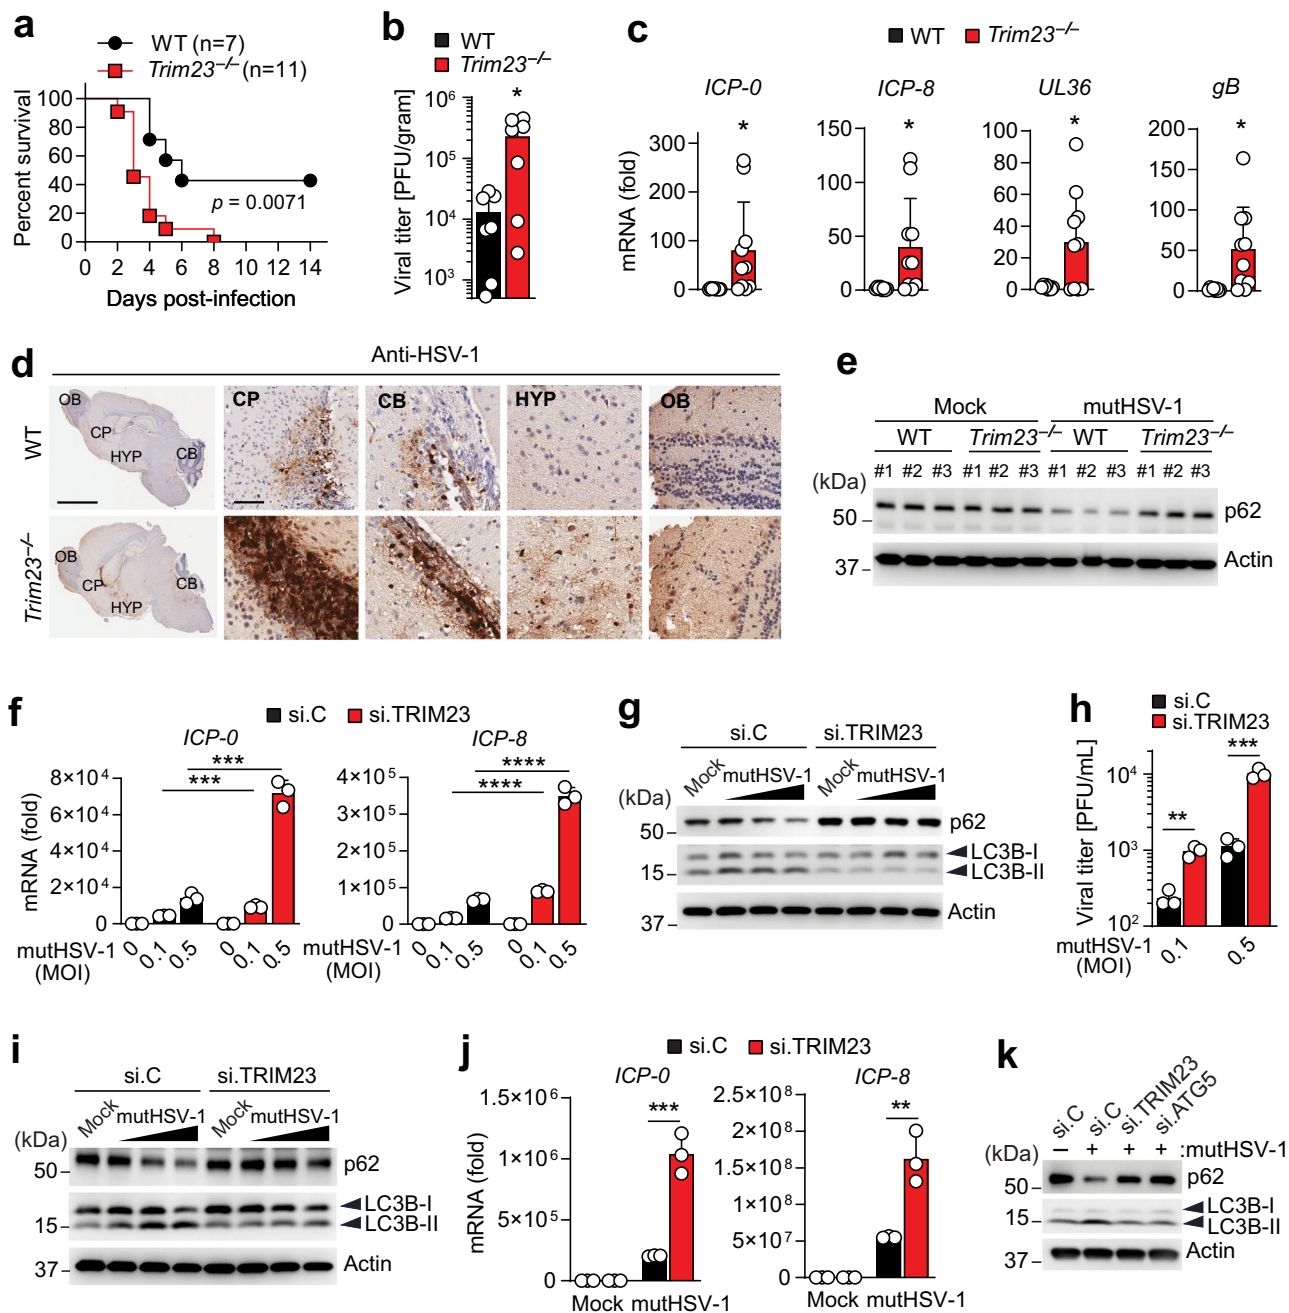 a
WT (n=7)
Trim23–/– (n=11)
Percent survival
100
80
60
40
20
0
p = 0.0071
0 2 4 6 8 10 12 14
Days post-infection
b
WT
Trim23–/–
Viral titer [PFU/gram]
10⁶
10⁵
10⁴
10³
*
c
WT Trim23–/–
ICP-0 ICP-8 UL36 gB
* * * *
mRNA (fold)
300
200
100
0
150
100
50
0
100
80
60
40
20
0
200
150
100
50
0
d
Anti-HSV-1
WT
OB CP HYP CB
CP CB HYP OB
Trim23–/–
OB CP HYP CB
e
Mock mutHSV-1
WT Trim23–/– WT Trim23–/–
#1 #2 #3 #1 #2 #3 #1 #2 #3 #1 #2 #3
(kDa)
50 p62
37 Actin
f
si.C si.TRIM23
ICP-0 ICP-8
*** ***
**** ****
mRNA (fold)
8×10⁴
6×10⁴
4×10⁴
2×10⁴
0
4×10⁵
3×10⁵
2×10⁵
1×10⁵
0
mutHSV-1 (MOI) 0 0.1 0.5 0 0.1 0.5
mutHSV-1 (MOI) 0 0.1 0.5 0 0.1 0.5
g
si.C si.TRIM23
Mock mutHSV-1 Mock mutHSV-1
(kDa)
50 p62
LC3B-I
15 LC3B-II
37 Actin
h
si.C
si.TRIM23
Viral titer [PFU/mL]
10⁴
10³
10²
** ***
mutHSV-1 (MOI) 0.1 0.5
i
si.C si.TRIM23
Mock mutHSV-1 Mock mutHSV-1
(kDa)
50 p62
LC3B-I
15 LC3B-II
37 Actin
j
si.C si.TRIM23
ICP-0 ICP-8
*** **
mRNA (fold)
1.5×10⁶
1×10⁶
5×10⁵
0
2.5×10⁸
2×10⁸
1.5×10⁸
1×10⁸
5×10⁷
0
Mock mutHSV-1 Mock mutHSV-1
k
si.C si.C si.TRIM23 si.ATG5
– + + + :mutHSV-1
(kDa)
50 p62
LC3B-I
15 LC3B-II
37 Actin